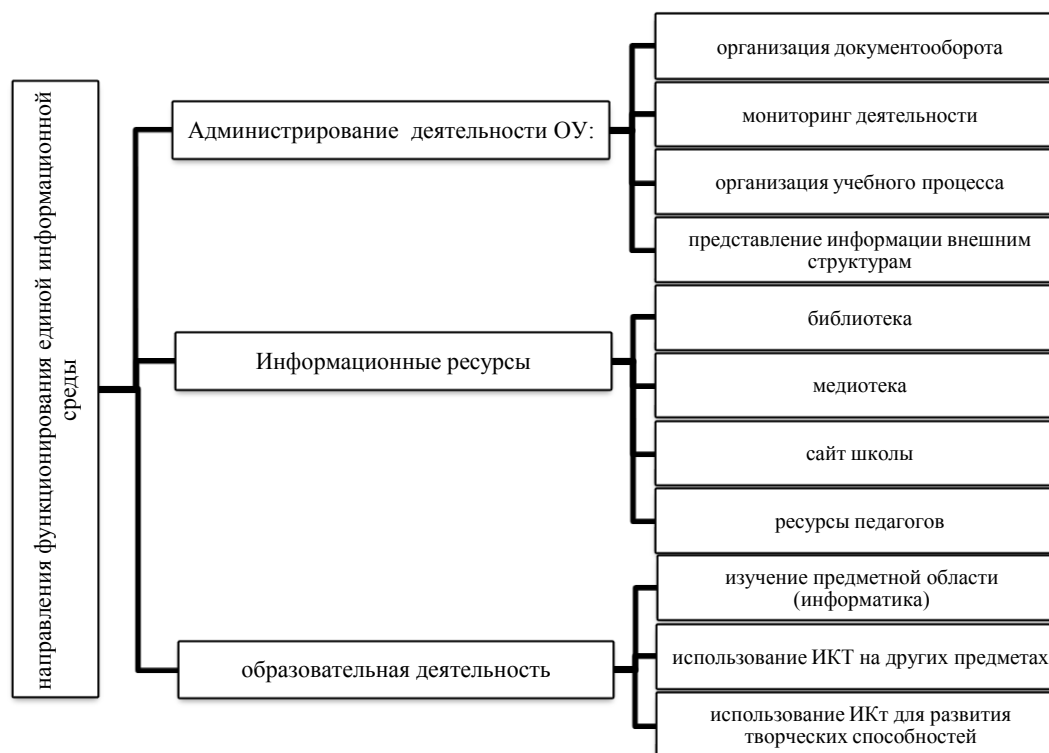 направления функционирования единой информационной
среды
Администрирование деятельности ОУ:
организация документооборота
мониторинг деятельности
организация учебного процесса
представление информации внешним
структурам
Информационные ресурсы
библиотека
медиотека
сайт школы
ресурсы педагогов
образовательная деятельность
изучение предметной области
(информатика)
использование ИКТ на других предметах
использование ИКт для развития
творческих способностей